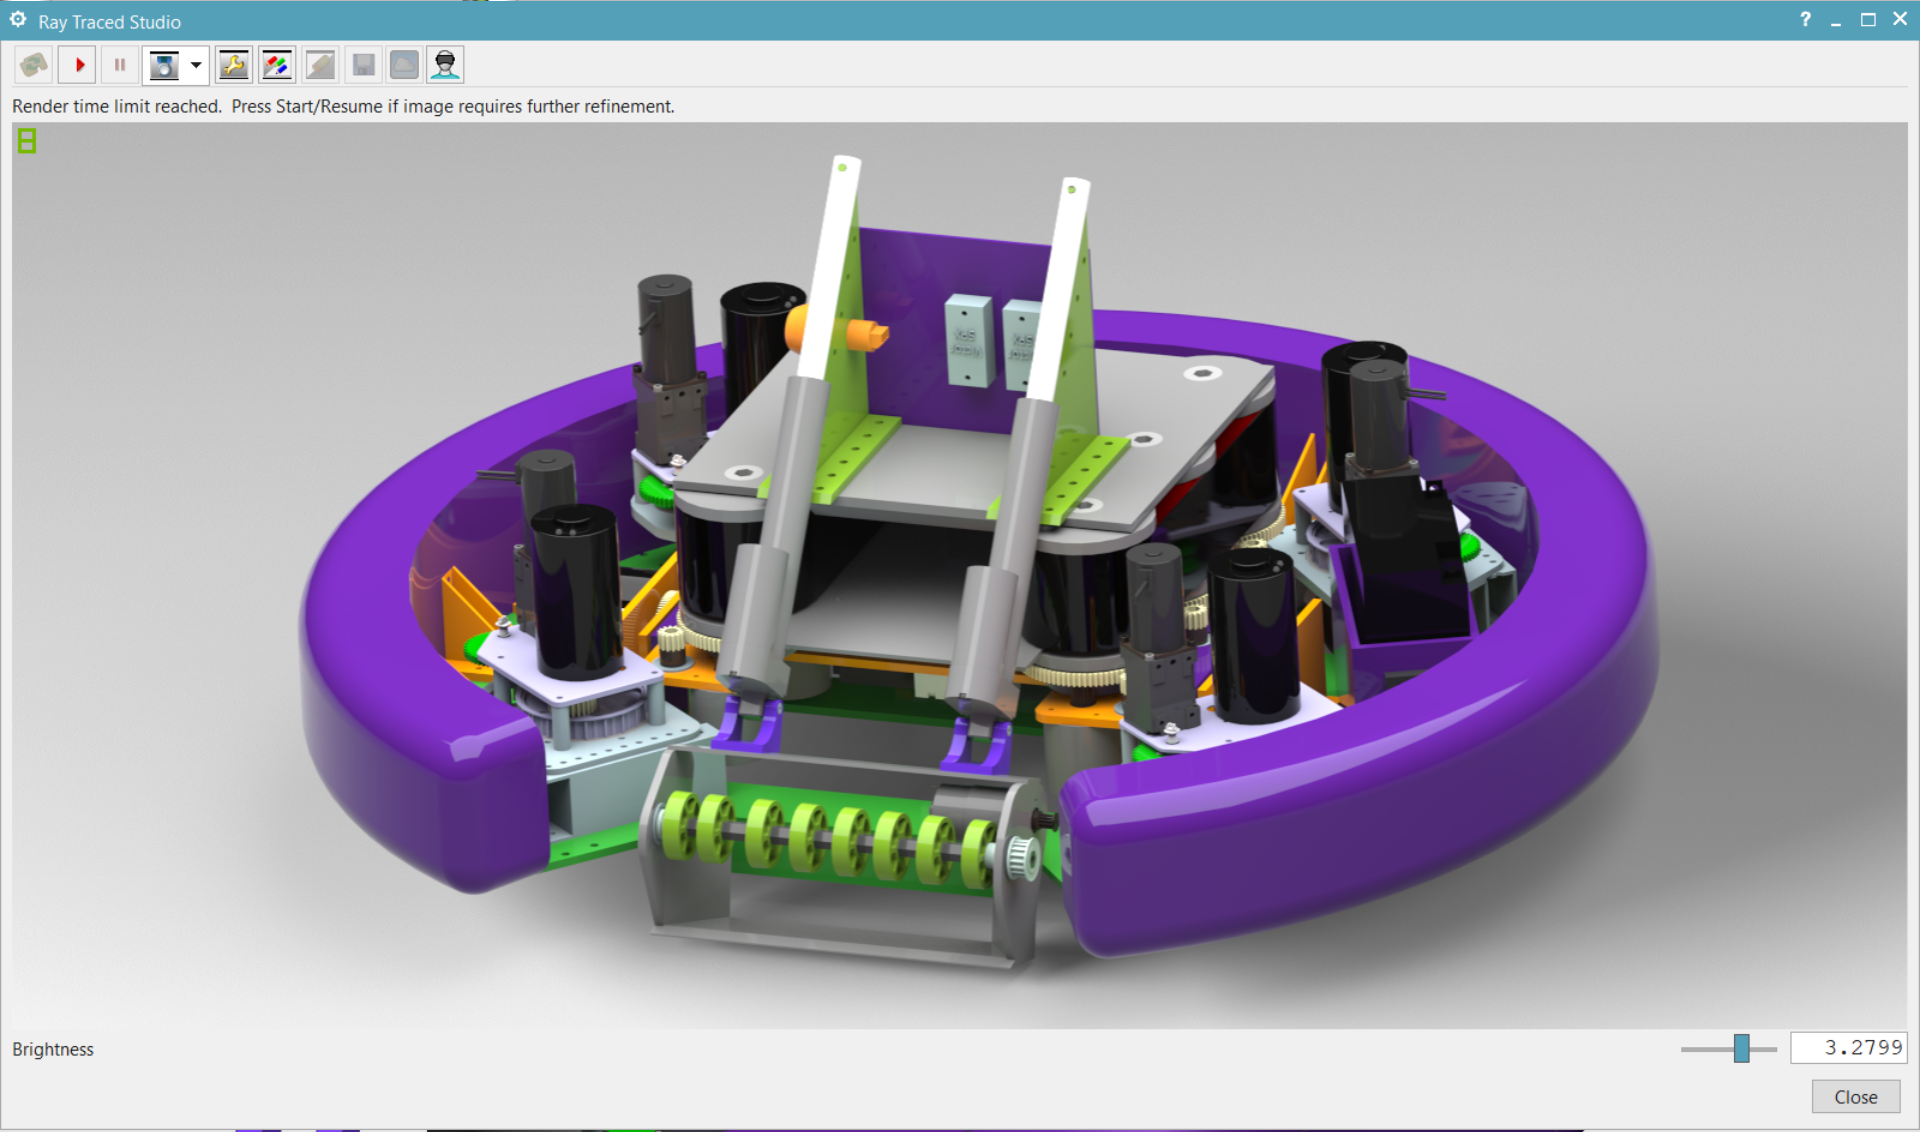 Ray Traced Studio
?
Render time limit reached.  Press Start/Resume if image requires further refinement.
Brightness
3.2799
Close